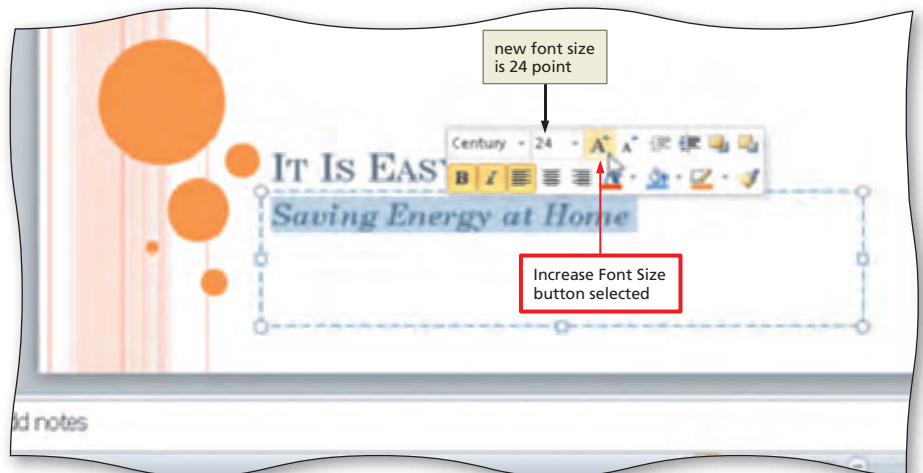 new font size
is 24 point
Century
24
A A
IT IS EASY
B I
Saving Energy at Home
Increase Font Size
button selected
dd notes